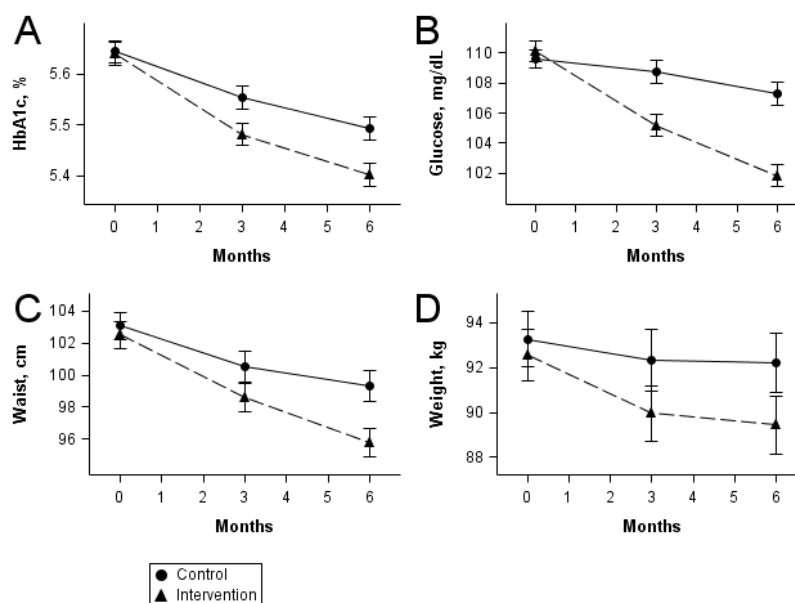 A
HbA1c, %
5.6
5.5
5.4
0 1 2 3 4 5 6
Months
B
Glucose, mg/dL
110
108
106
104
102
0 1 2 3 4 5 6
Months
C
Waist, cm
104
102
100
98
96
0 1 2 3 4 5 6
Months
D
Weight, kg
94
92
90
88
0 1 2 3 4 5 6
Months
Control
Intervention